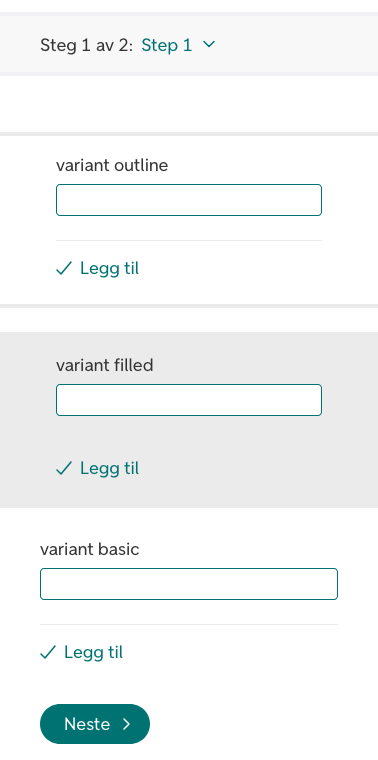 Steg 1 av 2: Step 1
variant outline
Legg til
variant filled
Legg til
variant basic
Legg til
Neste